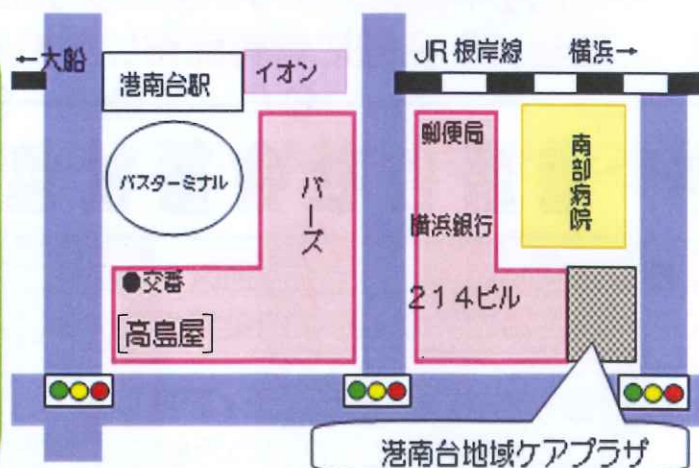 ←大船
港南台駅
イオン
JR 根岸線
横浜→
バスターミナル
バーズ
郵便局
南部病院
横浜銀行
●交番
[高島屋]
214ビル
港南台地域ケアプラザ